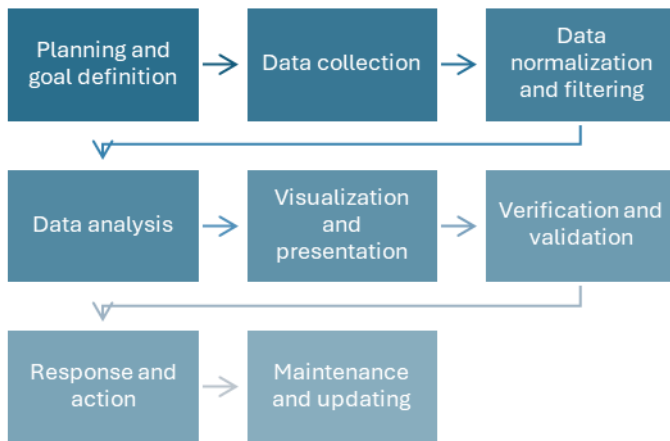 Planning and
goal definition
Data collection
Data
normalization
and filtering
Data analysis
Visualization
and
presentation
Verification and
validation
Response and
action
Maintenance
and updating